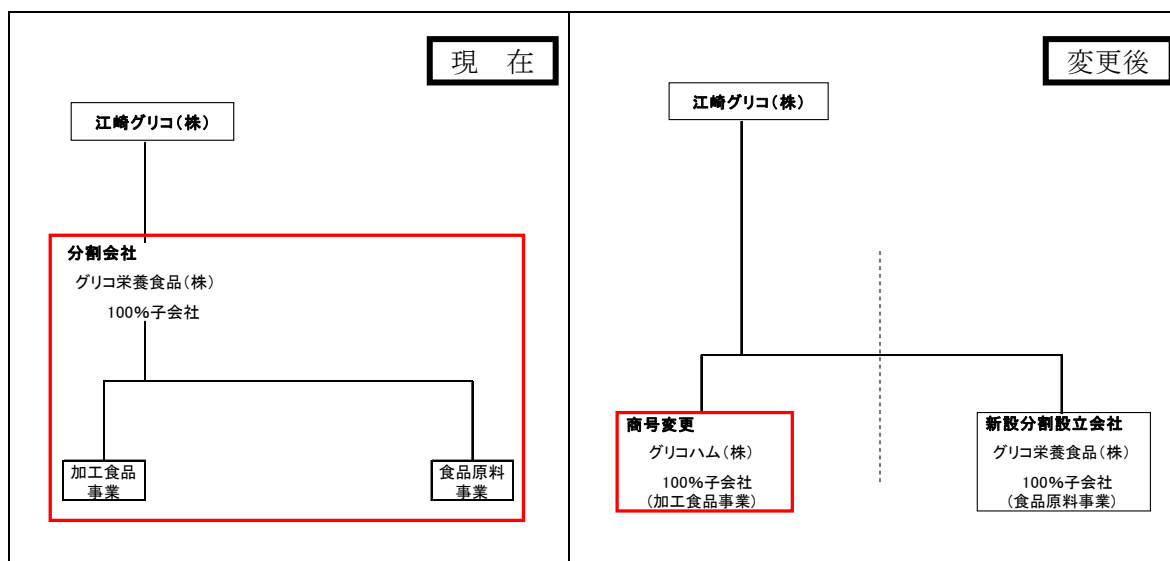 現　在
江崎グリコ(株)
分割会社
グリコ栄養食品(株)
100%子会社
加工食品
事業
食品原料
事業
変更後
江崎グリコ(株)
商号変更
グリコハム(株)
100%子会社
(加工食品事業)
新設分割設立会社
グリコ栄養食品(株)
100%子会社
(食品原料事業)